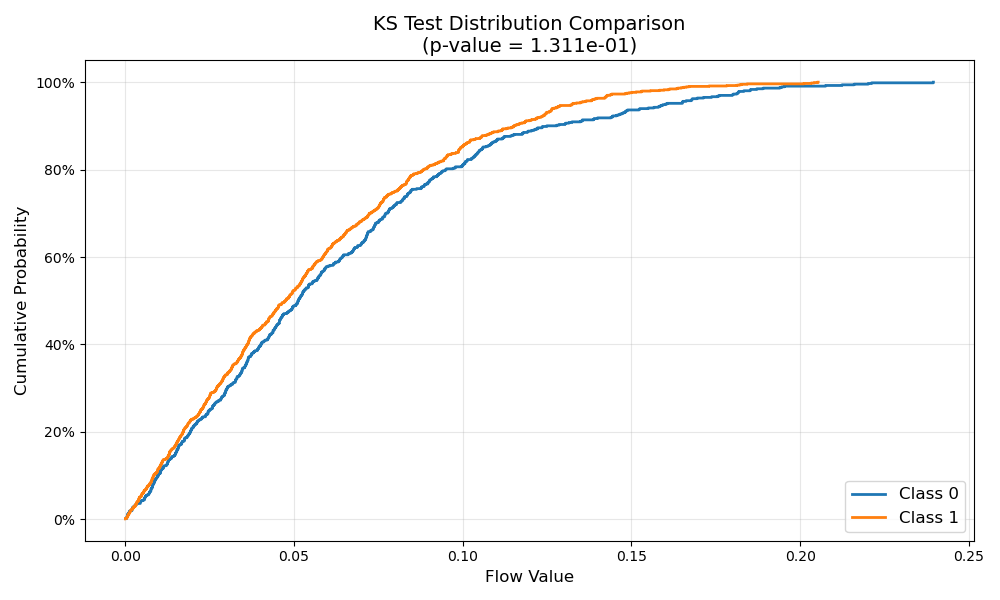 KS Test Distribution Comparison
(p-value = 1.311e-01)
Cumulative Probability
100%
80%
60%
40%
20%
0%
Class 0
Class 1
0.00
0.05
0.10
0.15
0.20
0.25
Flow Value